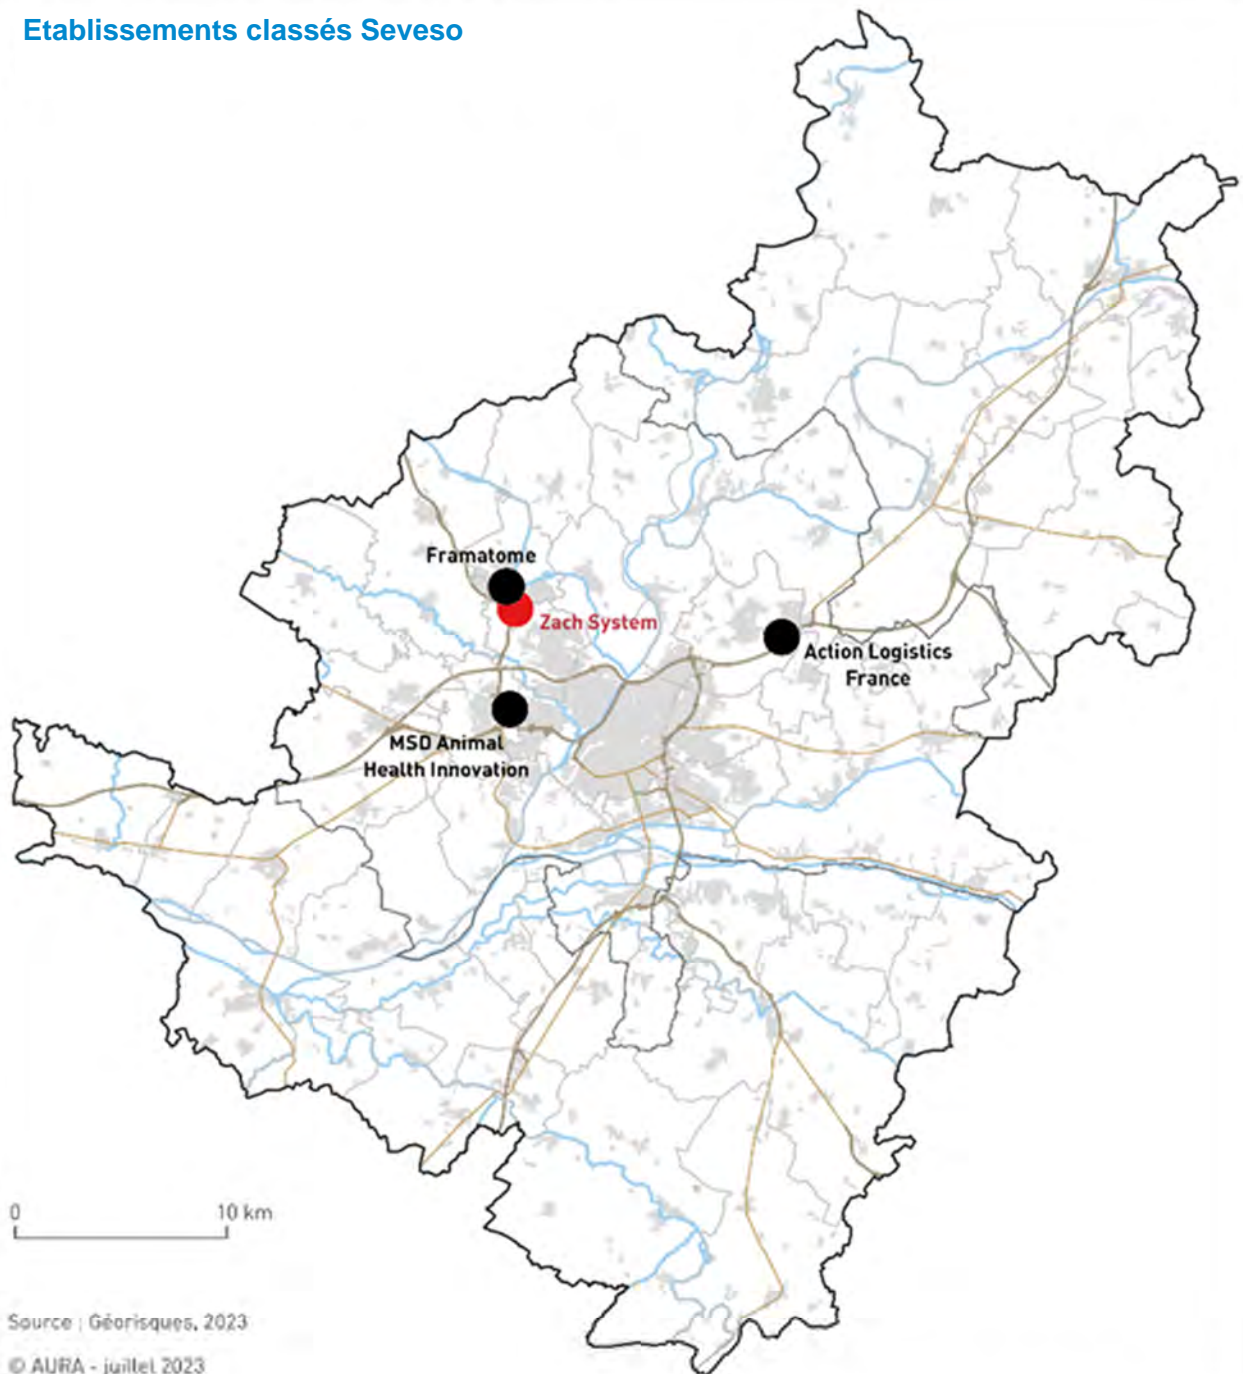 Etablissements classés Seveso
Framatome
Zach System
Action Logistics
France
MSD Animal
Health Innovation
0 10 km
Source : Géorisques, 2023
© AURA - juillet 2023